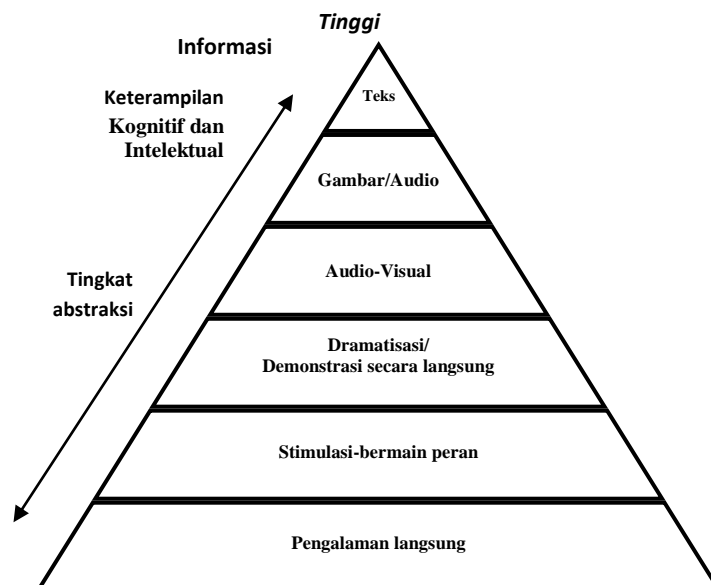 Tinggi
Informasi
Keterampilan
Kognitif dan
Intelektual
Teks
Gambar/Audio
Audio-Visual
Tingkat
abstraksi
Dramatisasi/
Demonstrasi secara langsung
Stimulasi-bermain peran
Pengalaman langsung